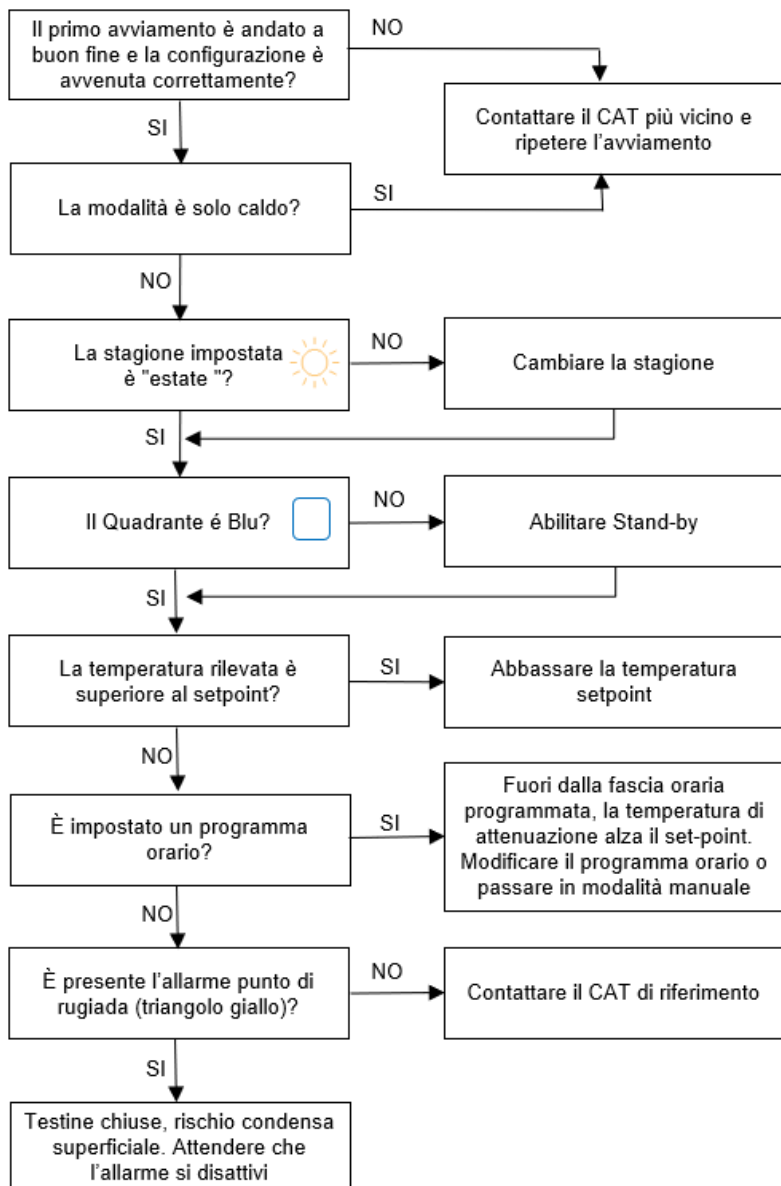 Il primo avviamento è andato a
buon fine e la configurazione è
avvenuta correttamente?
NO
Contattare il CAT più vicino e
ripetere l'avviamento
SI
La modalità è solo caldo?
SI
NO
La stagione impostata
è "estate "?
NO
Cambiare la stagione
SI
Il Quadrante é Blu?
NO
Abilitare Stand-by
SI
La temperatura rilevata è
superiore al setpoint?
SI
Abbassare la temperatura
setpoint
NO
È impostato un programma
orario?
SI
Fuori dalla fascia oraria
programmata, la temperatura di
attenuazione alza il set-point.
Modificare il programma orario o
passare in modalità manuale
NO
È presente l'allarme punto di
rugiada (triangolo giallo)?
NO
Contattare il CAT di riferimento
SI
Testine chiuse, rischio condensa
superficiale. Attendere che
l'allarme si disattivi